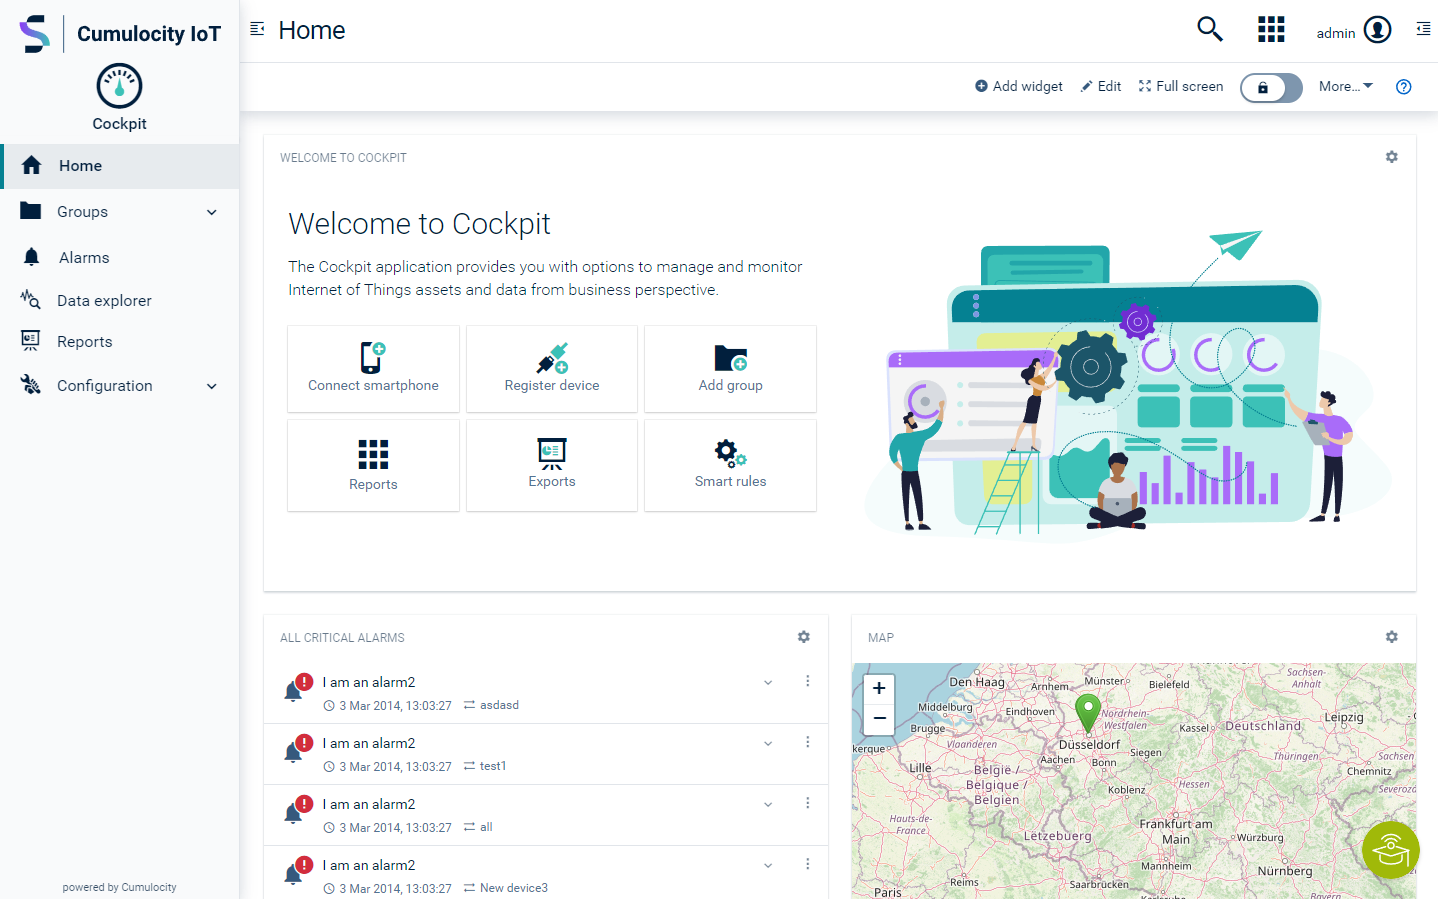 Cumulocity IoT
Cockpit
Home
Groups
Alarms
Data explorer
Reports
Configuration
powered by Cumulocity
Home
admin
Add widget
Edit
Full screen
More...
WELCOME TO COCKPIT
Welcome to Cockpit
The Cockpit application provides you with options to manage and monitor
Internet of Things assets and data from business perspective.
Connect smartphone
Register device
Add group
Reports
Exports
Smart rules
ALL CRITICAL ALARMS
I am an alarm2
3 Mar 2014, 13:03:27 asdasd
I am an alarm2
3 Mar 2014, 13:03:27 test1
I am an alarm2
3 Mar 2014, 13:03:27 all
I am an alarm2
3 Mar 2014, 13:03:27 New device3
MAP
+
−
Den Haag
Arnhem
Münster
Bielefeld
Sachsen-
Anhalt
Middelburg
Eindhoven
Nordrhein-
Westfalen
Brugge
Kassel
Deutschland
Leipzig
kerque
Vlaanderen
Düsseldorf
Aachen
Bonn
Siegen
Thüringen
Sachsen
Lille
België /
Belgique /
Belgien
Chemnitz
Koblenz
Hessen
Severoza
Hauts-de-
France
Frankfurt am
Main
Lëtzebuerg
Würzburg
Mannheim
Nürnberg
Reims
Saarbrücken
Paris
Karlsruhe
Bayern